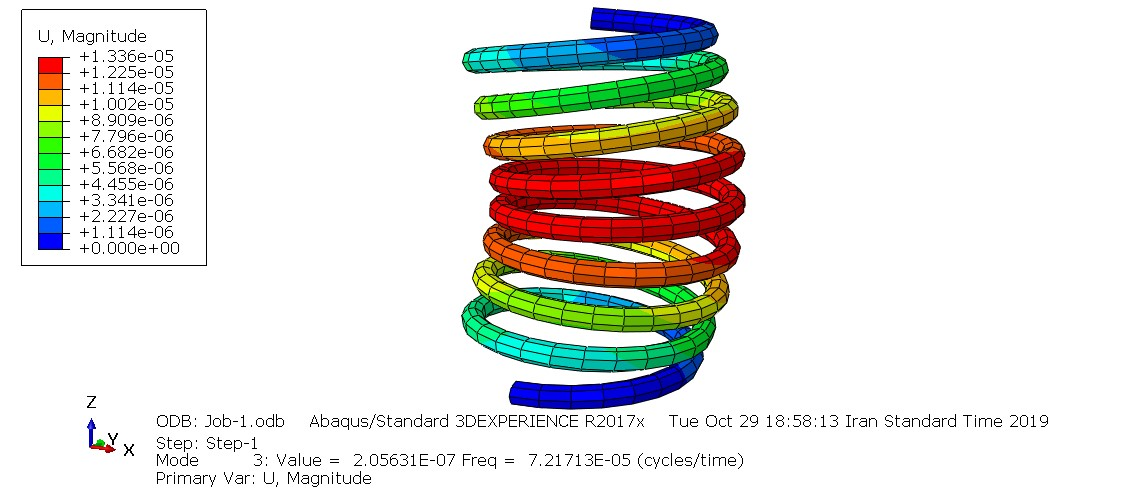 U, Magnitude
+1.336e-05
+1.225e-05
+1.114e-05
+1.002e-05
+8.909e-06
+7.796e-06
+6.682e-06
+5.568e-06
+4.455e-06
+3.341e-06
+2.227e-06
+1.114e-06
+0.000e+00
Z
Y
X
ODB: Job-1.odb Abaqus/Standard 3DEXPERIENCE R2017x Tue Oct 29 18:58:13 Iran Standard Time 2019
Step: Step-1
Mode 3: Value = 2.05631E-07 Freq = 7.21713E-05 (cycles/time)
Primary Var: U, Magnitude